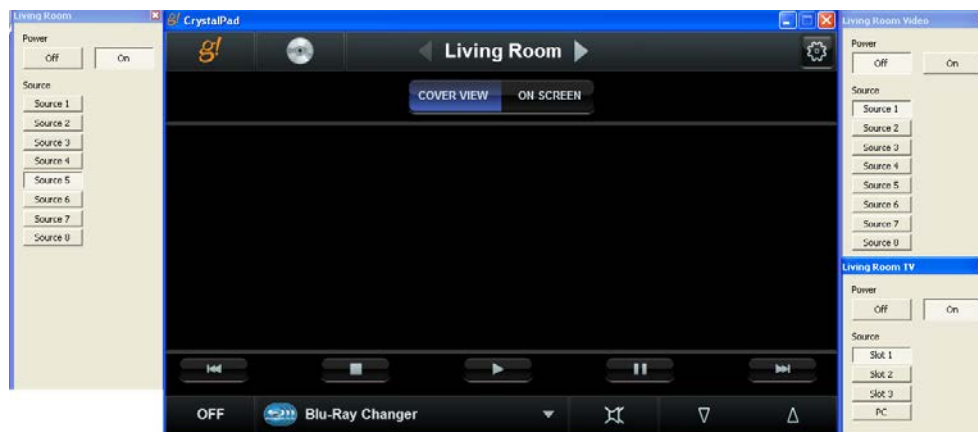 Living Room
Power
Off On
Source
Source 1
Source 2
Source 3
Source 4
Source 5
Source 6
Source 7
Source 8
g! CrystalPad
g! Living Room
COVER VIEW ON SCREEN
OFF Blu-Ray Changer
Living Room Video
Power
Off On
Source
Source 1
Source 2
Source 3
Source 4
Source 5
Source 6
Source 7
Source 8
Living Room TV
Power
Off On
Source
Slot 1
Slot 2
Slot 3
PC